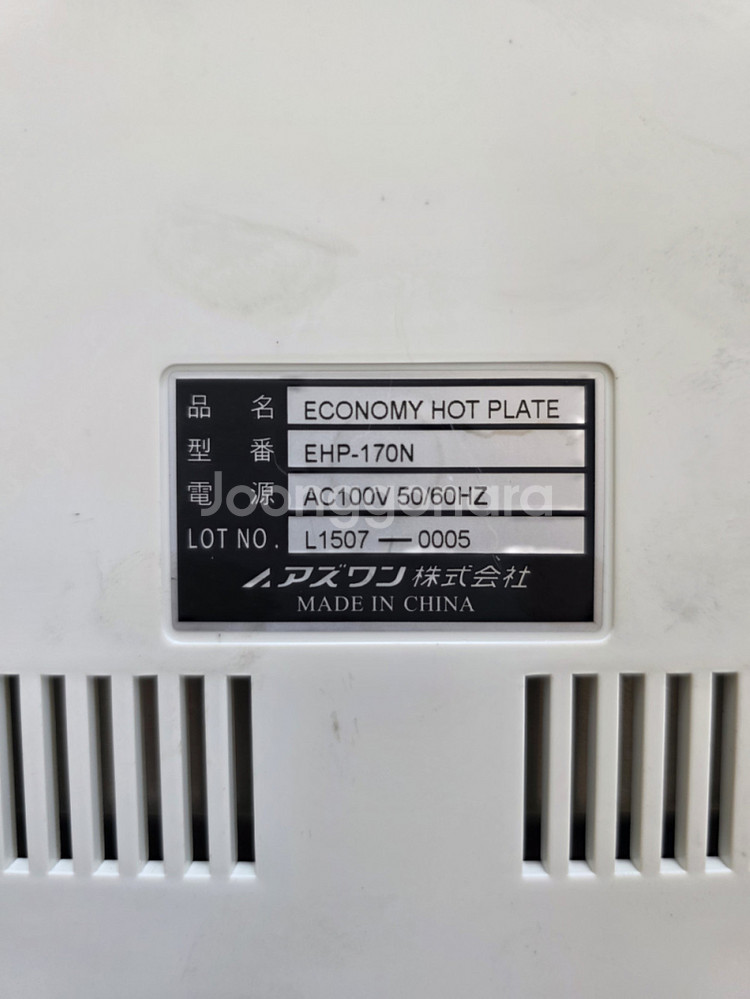 品名 ECONOMY HOT PLATE
型番 EHP-170N
電源 AC100V 50/60HZ
Joonggonara
LOT NO. L1507 — 0005
アズワン株式会社
MADE IN CHINA